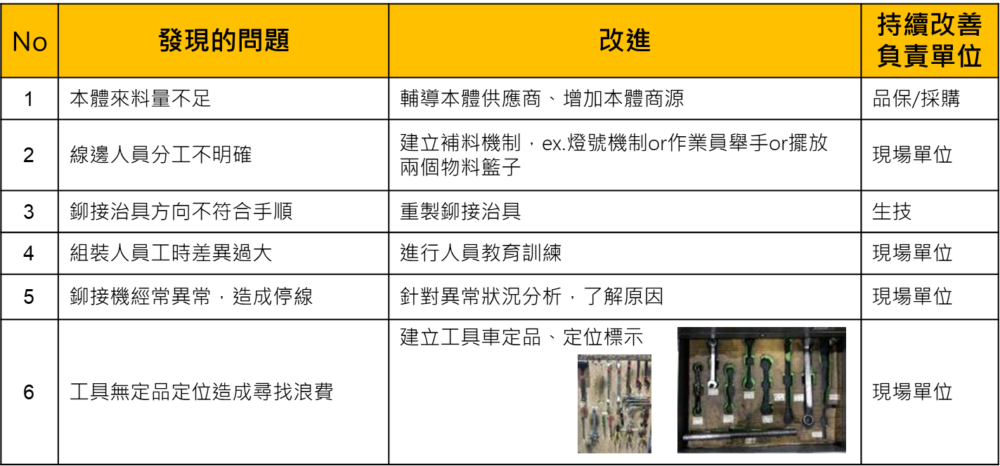 No
發現的問題
改進
持續改善
負責單位
1
本體來料量不足
輔導本體供應商、增加本體商源
品保/採購
2
線邊人員分工不明確
建立補料機制，ex.燈號機制or作業員舉手or擺放
兩個物料籃子
現場單位
3
鉚接治具方向不符合手順
重製鉚接治具
生技
4
組裝人員工時差異過大
進行人員教育訓練
現場單位
5
鉚接機經常異常，造成停線
針對異常狀況分析，了解原因
現場單位
6
工具無定品定位造成尋找浪費
建立工具車定品、定位標示
現場單位